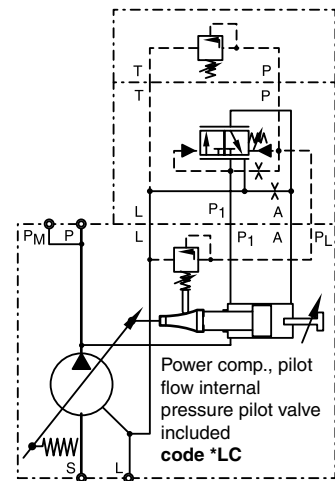 T P
T P
L P1 A
PM P L P1 A PL
Power comp., pilot
flow internal
pressure pilot valve
included
code *LC
S L